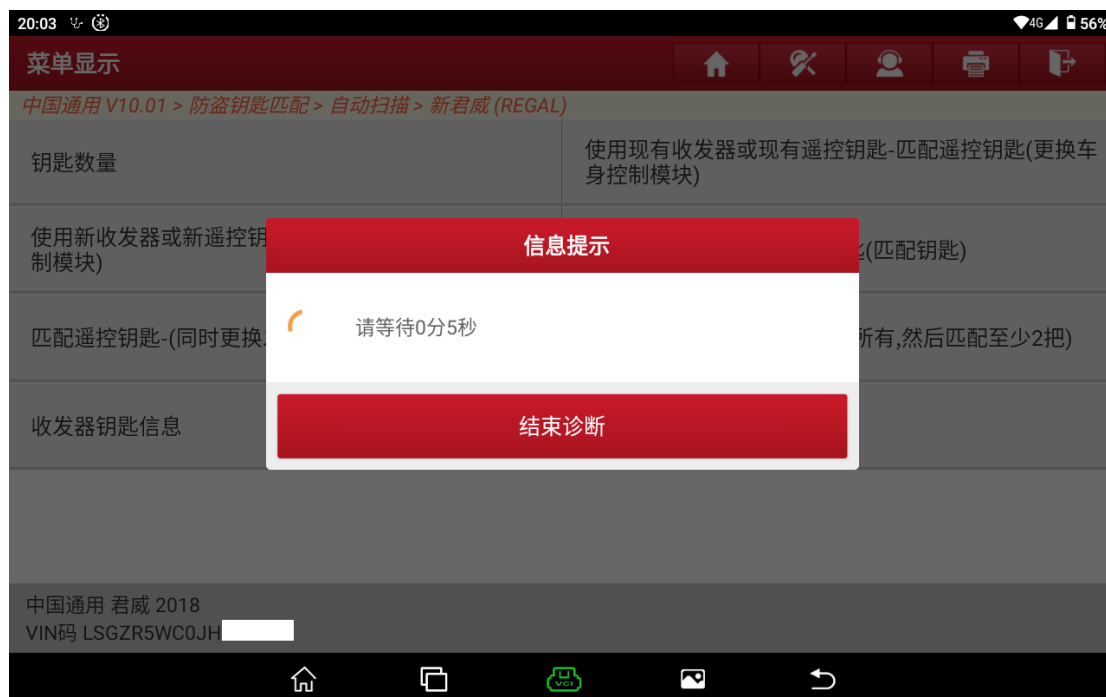 20:03
4G 56%
菜单显示
中国通用 V10.01 > 防盗钥匙匹配 > 自动扫描 > 新君威 (REGAL)
钥匙数量
使用现有收发器或现有遥控钥匙-匹配遥控钥匙(更换车
身控制模块)
使用新收发器或新遥控钥
制模块)
(匹配钥匙)
信息提示
请等待0分5秒
匹配遥控钥匙-(同时更换
所有,然后匹配至少2把)
收发器钥匙信息
结束诊断
中国通用 君威 2018
VIN码 LSGZR5WC0JH
VCI